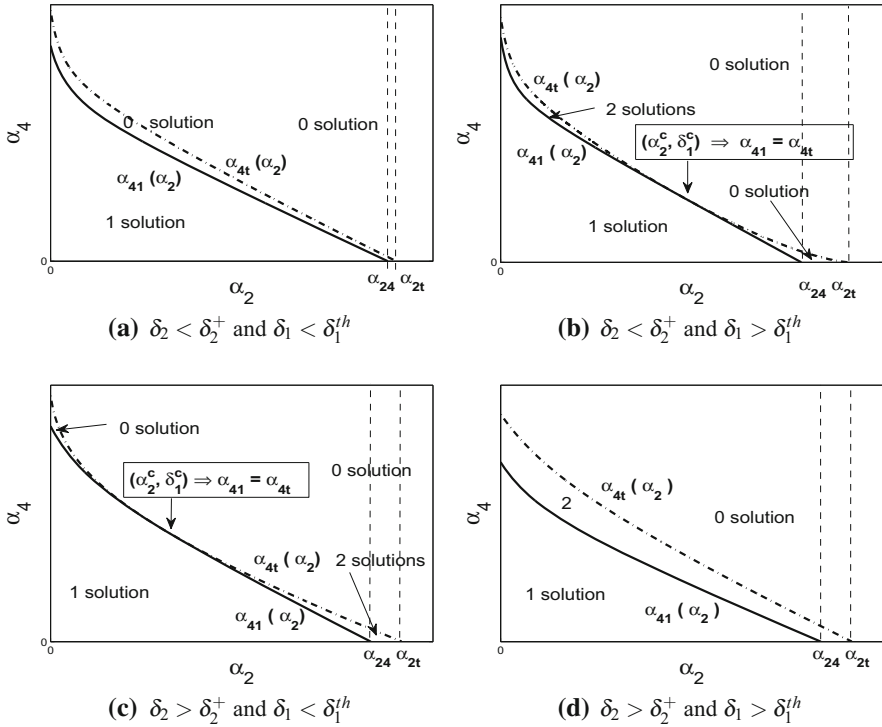 α₄
0 solution
0 solution
α₄ₜ(α₂)
α₄₁ (α₂)
1 solution
0
0
α₂₄ α₂ₜ
α₂
(a) δ₂ < δ₂⁺ and δ₁ < δ₁ᵗʰ
α₄
0 solution
α₄ₜ ( α₂)
2 solutions
α₄₁ ( α₂)
(α₂ᶜ, δ₁ᶜ) ⇒ α₄₁ = α₄ₜ
0 solution
1 solution
0
0
α₂₄ α₂ₜ
α₂
(b) δ₂ < δ₂⁺ and δ₁ > δ₁ᵗʰ
α₄
0 solution
(α₂ᶜ, δ₁ᶜ) ⇒ α₄₁ = α₄ₜ
0 solution
α₄ₜ ( α₂)
2 solutions
1 solution
α₄₁ ( α₂)
0
0
α₂₄ α₂ₜ
α₂
(c) δ₂ > δ₂⁺ and δ₁ < δ₁ᵗʰ
α₄
α₄ₜ ( α₂)
2
0 solution
1 solution
α₄₁ ( α₂)
0
0
α₂₄ α₂ₜ
α₂
(d) δ₂ > δ₂⁺ and δ₁ > δ₁ᵗʰ